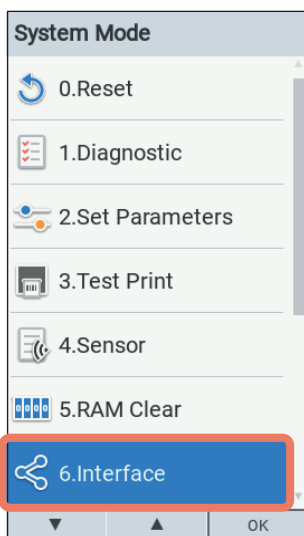 System Mode
0.Reset
1.Diagnostic
2.Set Parameters
3.Test Print
4.Sensor
5.RAM Clear
6.Interface
▼ ▲ OK